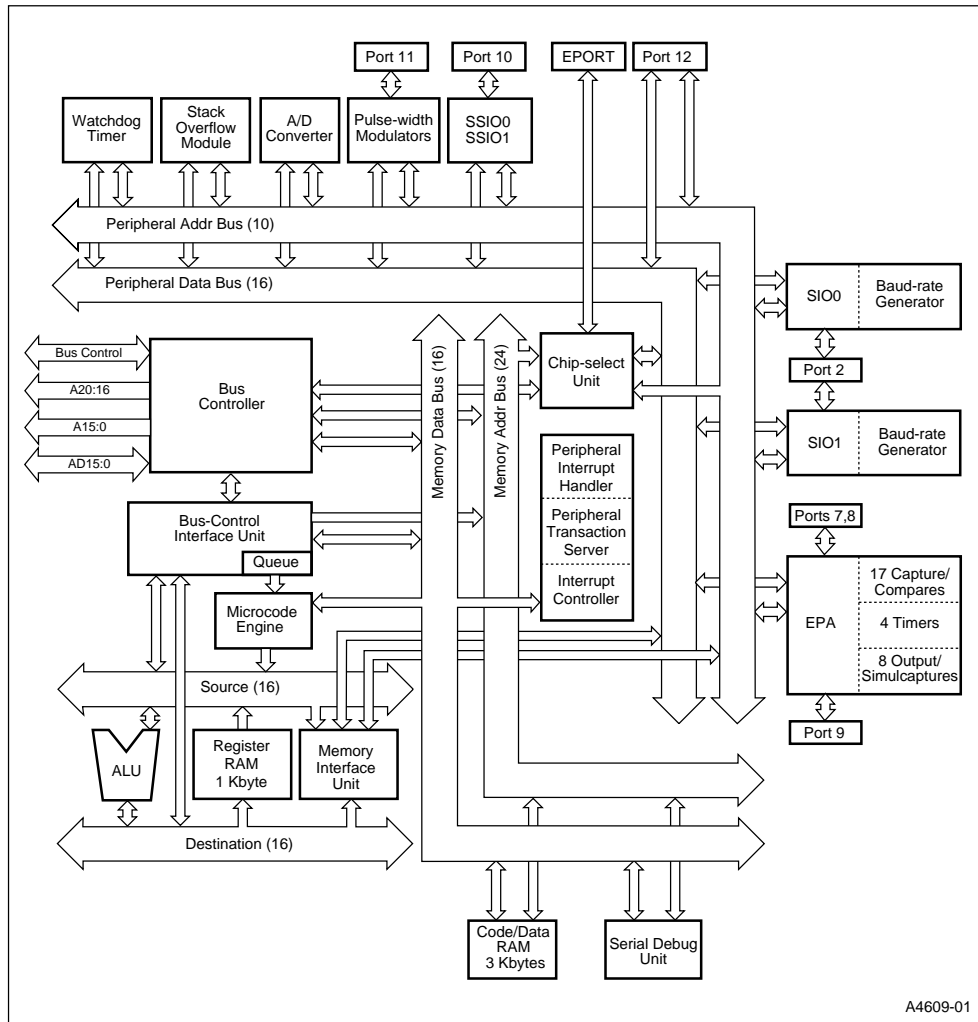 Port 11
Port 10
EPORT
Port 12
Watchdog
Timer
Stack
Overflow
Module
A/D
Converter
Pulse-width
Modulators
SSIO0
SSIO1
Peripheral Addr Bus (10)
Peripheral Data Bus (16)
SIO0
Baud-rate
Generator
Port 2
SIO1
Baud-rate
Generator
Bus Control
A20:16
A15:0
AD15:0
Bus
Controller
Memory Data Bus (16)
Memory Addr Bus (24)
Chip-select
Unit
Peripheral
Interrupt
Handler
Peripheral
Transaction
Server
Interrupt
Controller
Bus-Control
Interface Unit
Queue
Microcode
Engine
Ports 7,8
EPA
17 Capture/
Compares
4 Timers
8 Output/
Simulcaptures
Port 9
Source (16)
ALU
Register
RAM
1 Kbyte
Memory
Interface
Unit
Destination (16)
Code/Data
RAM
3 Kbytes
Serial Debug
Unit
A4609-01